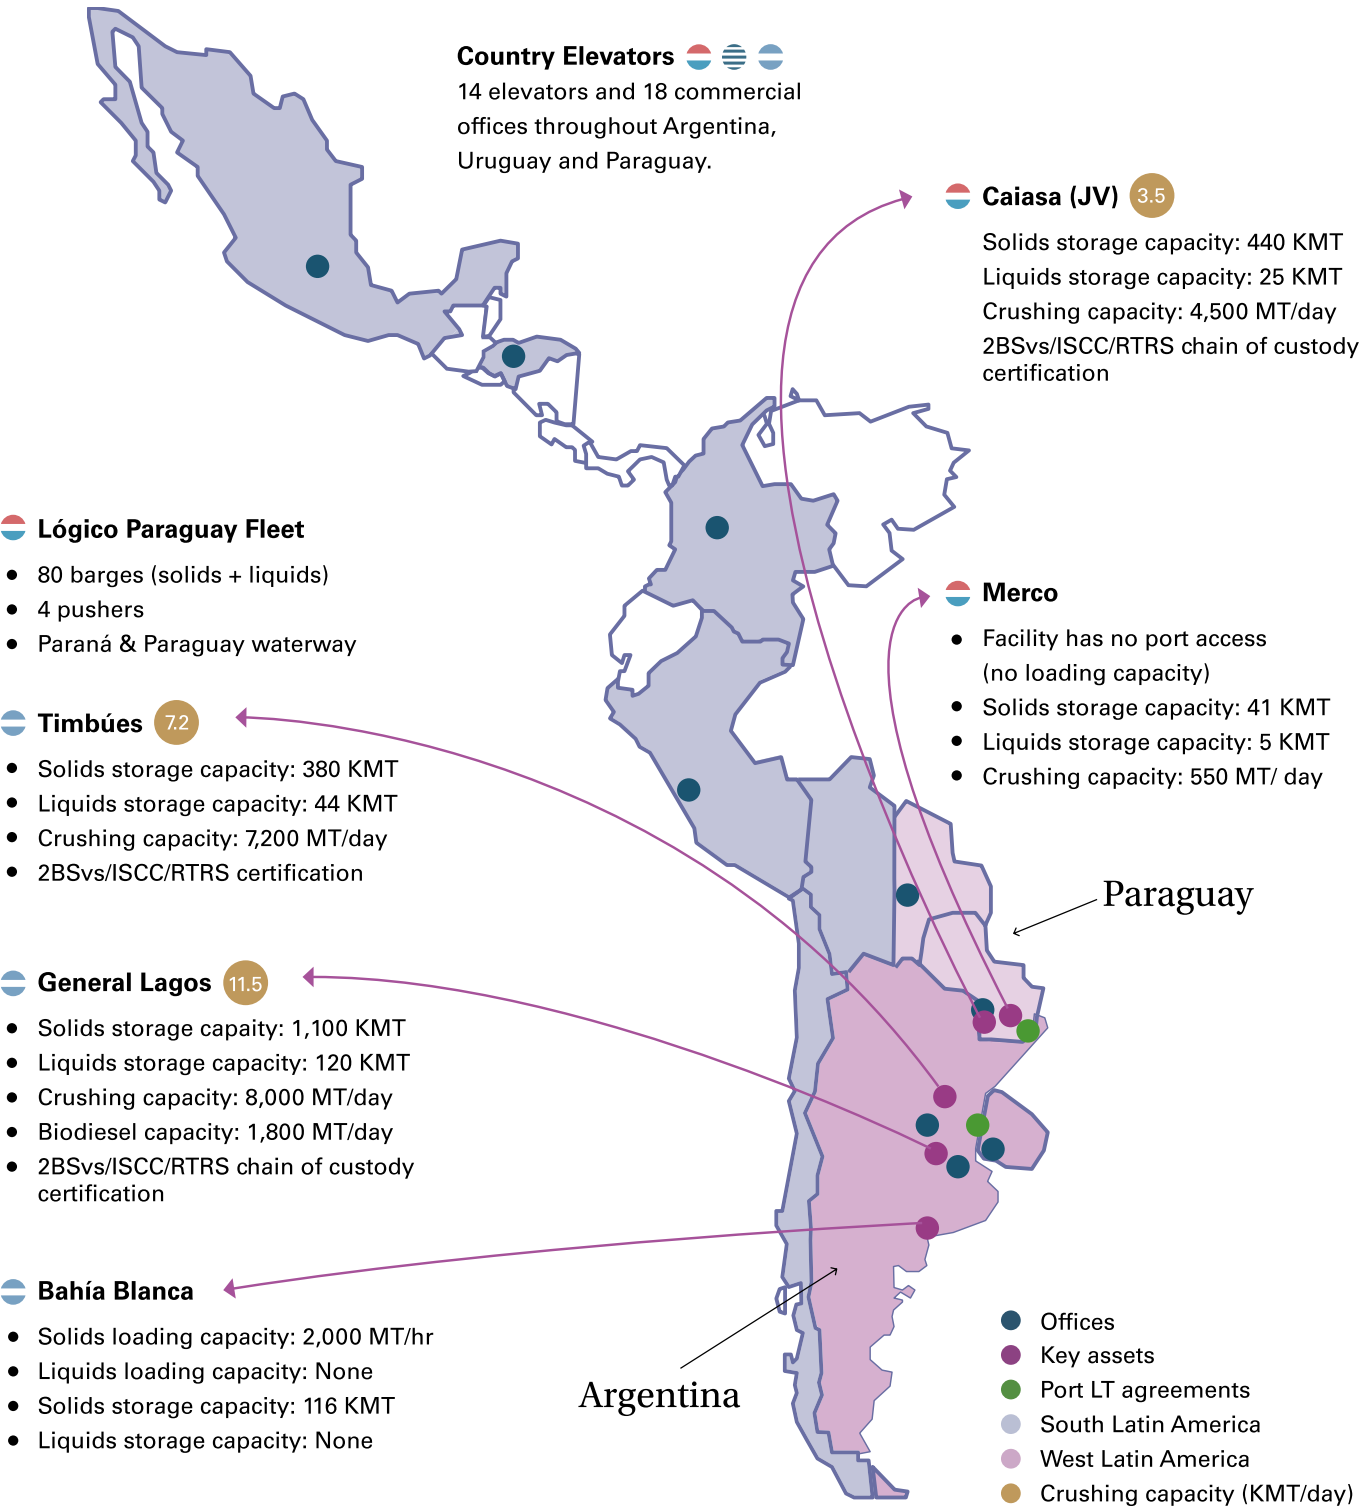 Country Elevators
14 elevators and 18 commercial
offices throughout Argentina,
Uruguay and Paraguay.
Caiasa (JV) 3.5
Solids storage capacity: 440 KMT
Liquids storage capacity: 25 KMT
Crushing capacity: 4,500 MT/day
2BSvs/ISCC/RTRS chain of custody
certification
Lógico Paraguay Fleet
• 80 barges (solids + liquids)
• 4 pushers
• Paraná & Paraguay waterway
Merco
• Facility has no port access
(no loading capacity)
• Solids storage capacity: 41 KMT
• Liquids storage capacity: 5 KMT
• Crushing capacity: 550 MT/ day
Timbúes 7.2
• Solids storage capacity: 380 KMT
• Liquids storage capacity: 44 KMT
• Crushing capacity: 7,200 MT/day
• 2BSvs/ISCC/RTRS certification
Paraguay
General Lagos 11.5
• Solids storage capaity: 1,100 KMT
• Liquids storage capacity: 120 KMT
• Crushing capacity: 8,000 MT/day
• Biodiesel capacity: 1,800 MT/day
• 2BSvs/ISCC/RTRS chain of custody
certification
Bahía Blanca
• Solids loading capacity: 2,000 MT/hr
• Liquids loading capacity: None
• Solids storage capacity: 116 KMT
• Liquids storage capacity: None
Argentina
Offices
Key assets
Port LT agreements
South Latin America
West Latin America
Crushing capacity (KMT/day)